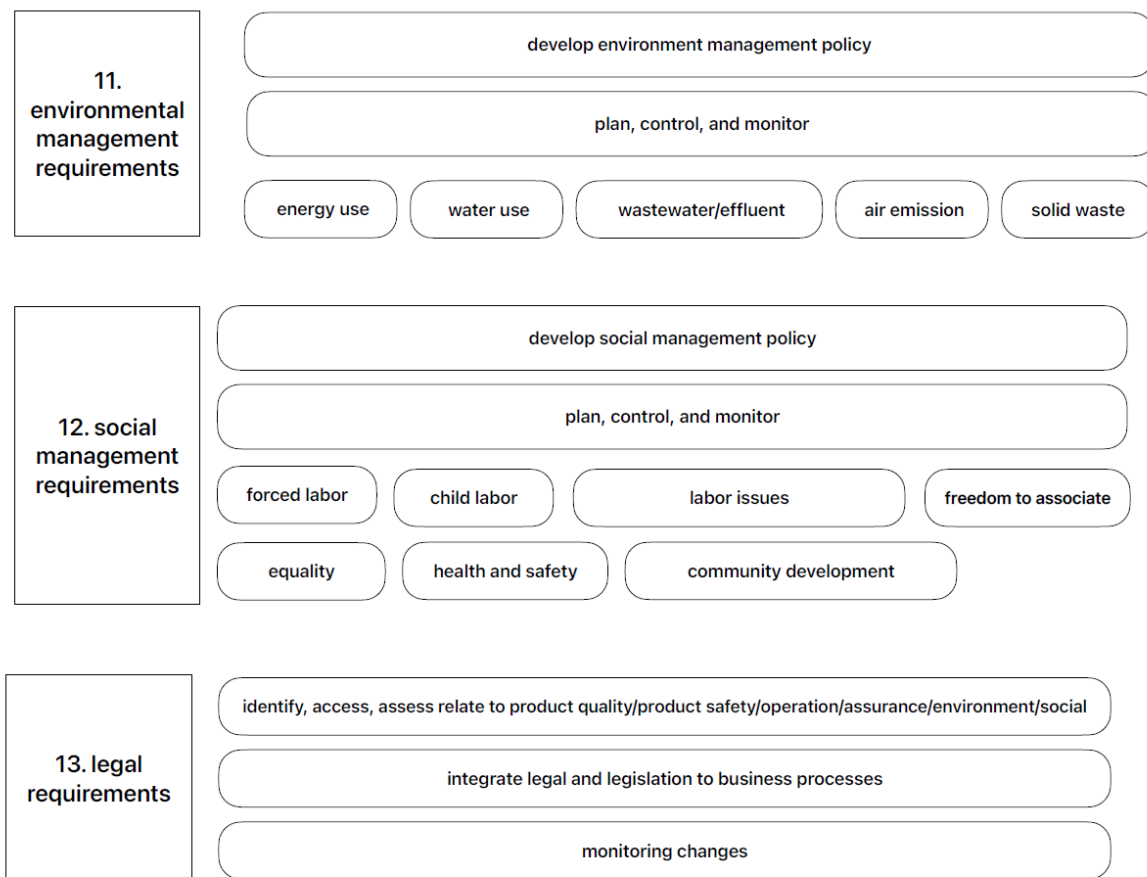 11.
environmental
management
requirements
develop environment management policy
plan, control, and monitor
energy use
water use
wastewater/effluent
air emission
solid waste
12. social
management
requirements
develop social management policy
plan, control, and monitor
forced labor
child labor
labor issues
freedom to associate
equality
health and safety
community development
13. legal
requirements
identify, access, assess relate to product quality/product safety/operation/assurance/environment/social
integrate legal and legislation to business processes
monitoring changes